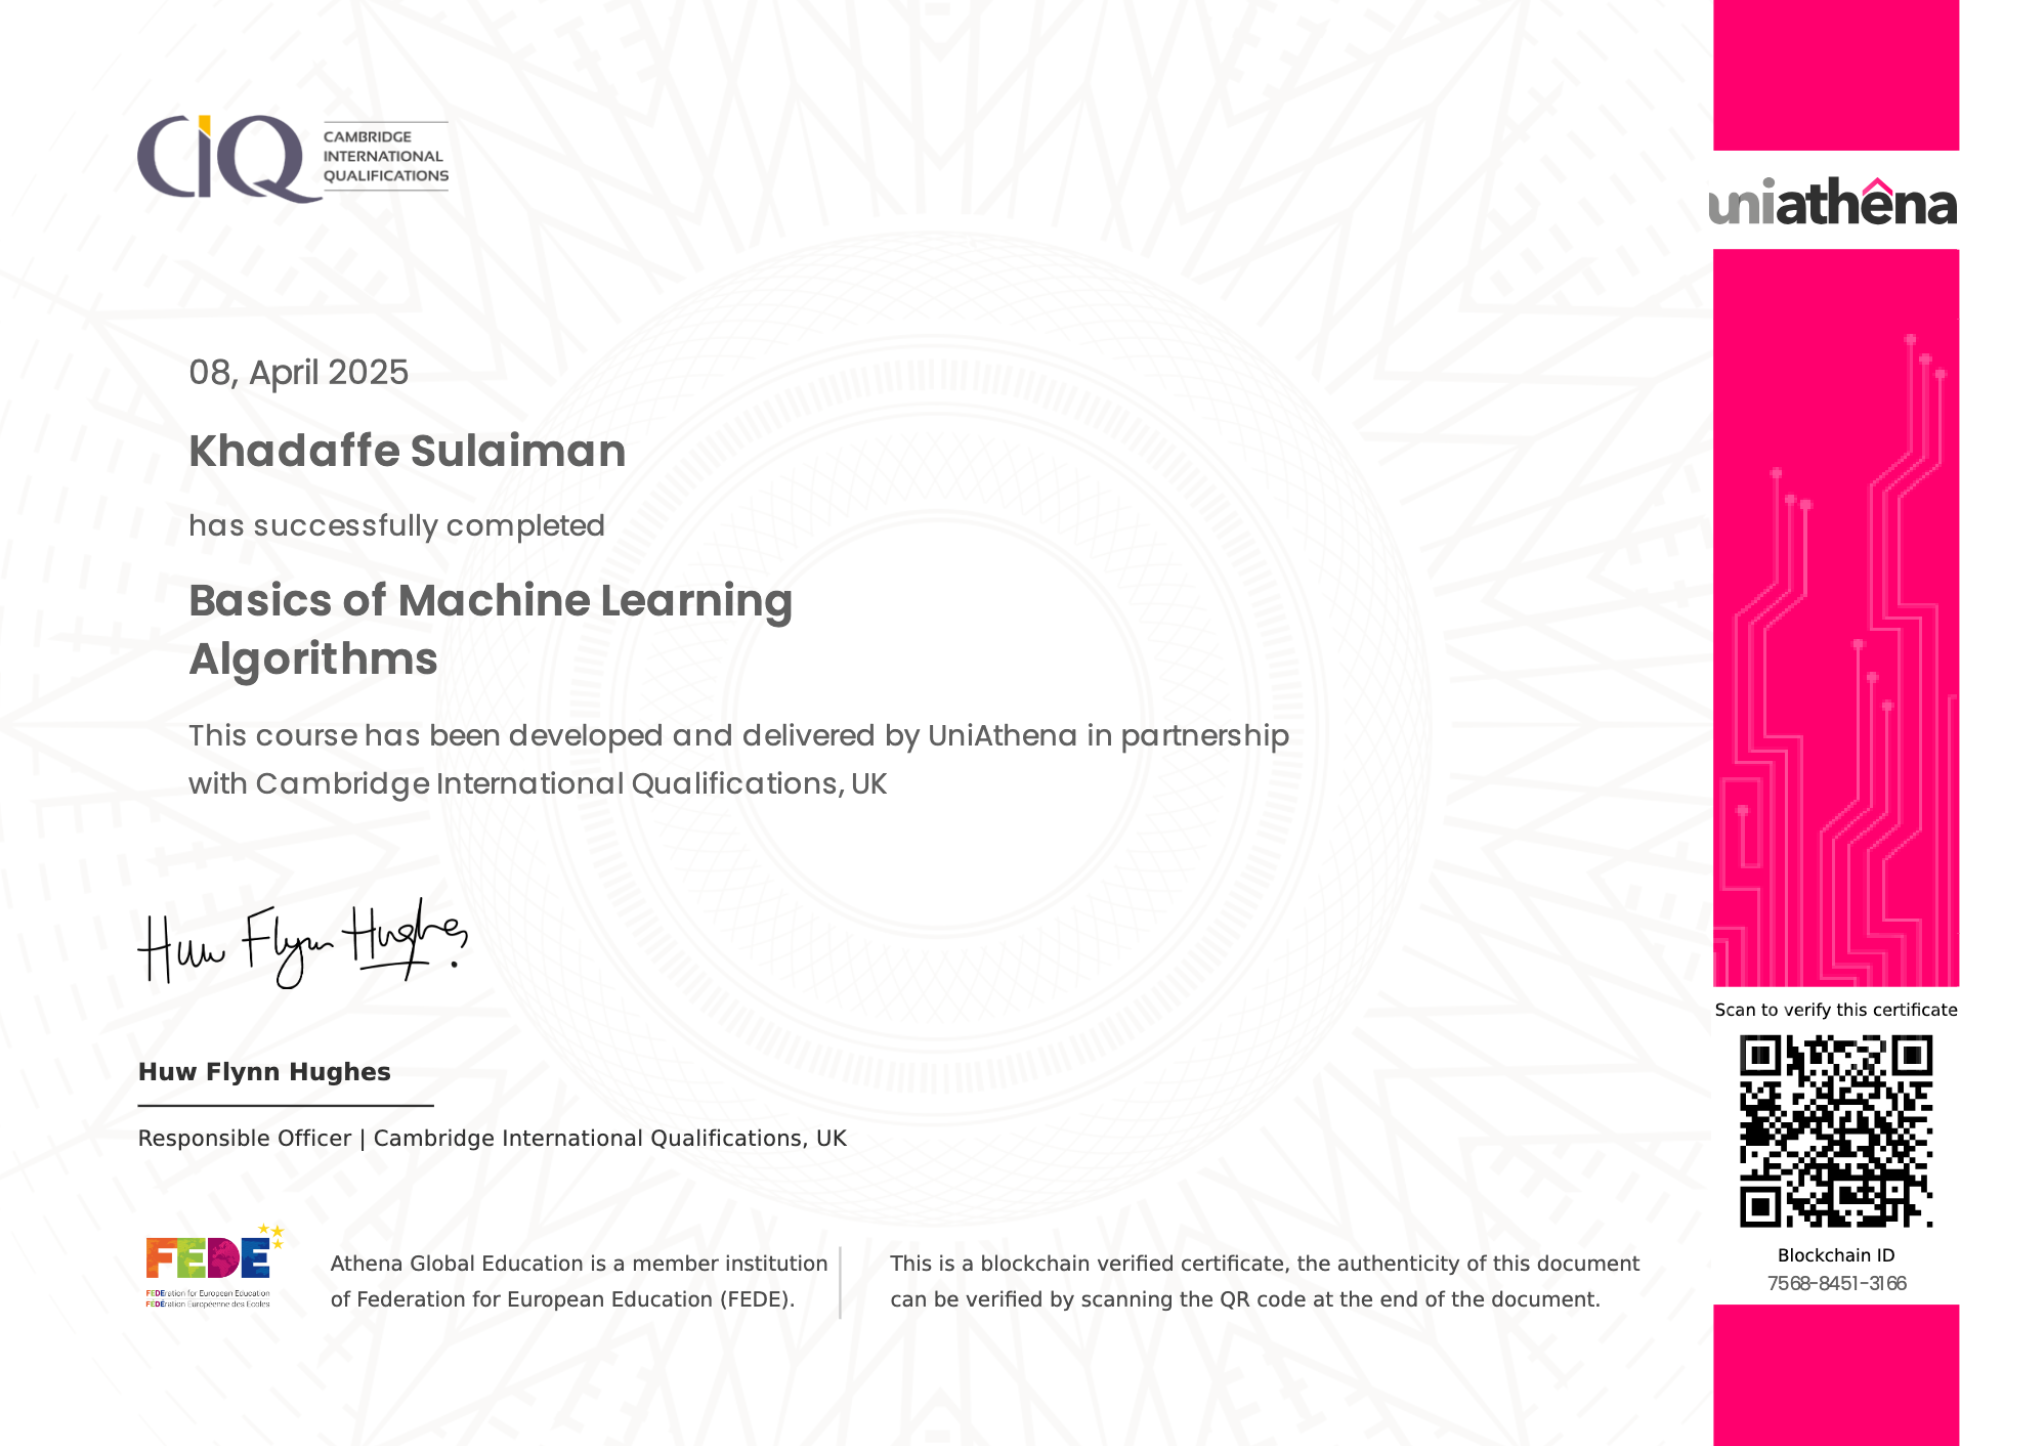 CIQ
CAMBRIDGE
INTERNATIONAL
QUALIFICATIONS
uniathêna
08, April 2025
Khadaffe Sulaiman
has successfully completed
Basics of Machine Learning
Algorithms
This course has been developed and delivered by UniAthena in partnership
with Cambridge International Qualifications, UK
Huw Flynn Hughes
Huw Flynn Hughes
Responsible Officer | Cambridge International Qualifications, UK
FEDE
FEDEration for European Education
FEDEration Européenne des Ecoles
Athena Global Education is a member institution
of Federation for European Education (FEDE).
This is a blockchain verified certificate, the authenticity of this document
can be verified by scanning the QR code at the end of the document.
Scan to verify this certificate
Blockchain ID
7568-8451-3166